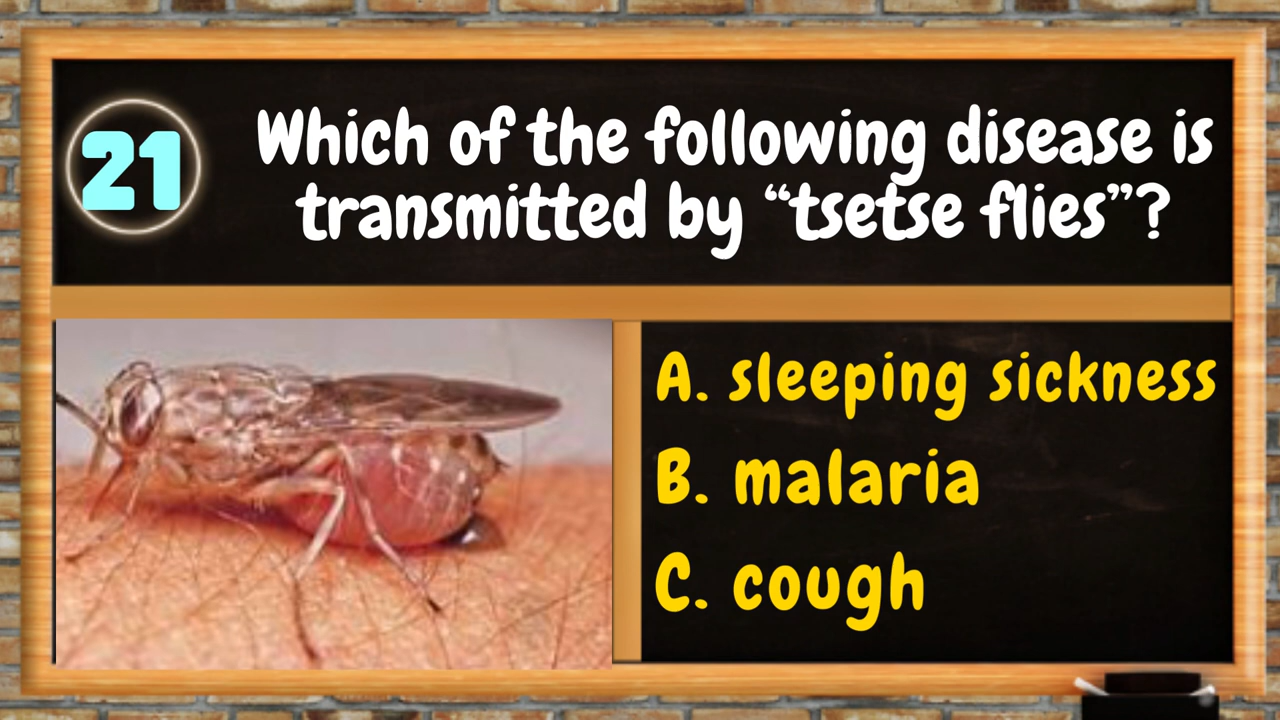 21
Which of the following disease is
transmitted by “tsetse flies”?
A. sleeping sickness
B. malaria
C. cough